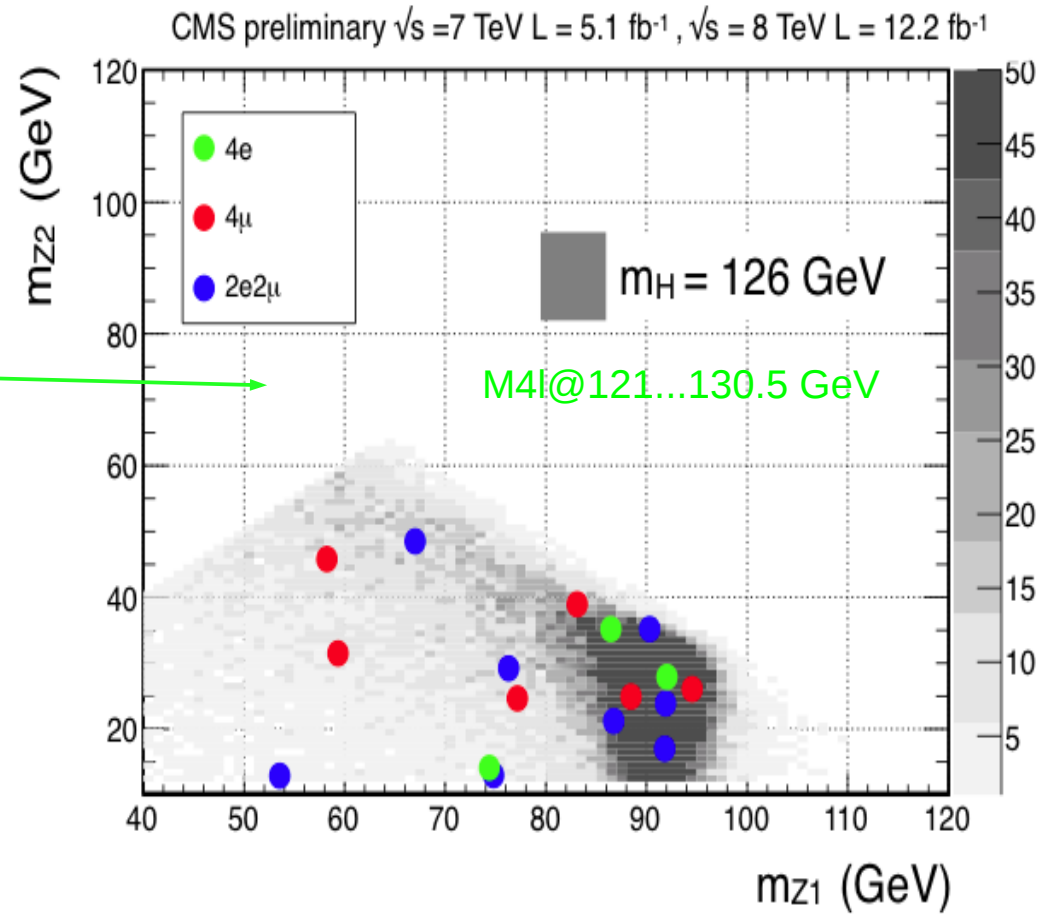 CMS preliminary √s =7 TeV L = 5.1 fb-1 , √s = 8 TeV L = 12.2 fb-1
mZ2 (GeV)
120
100
80
60
40
20
4e
4μ
2e2μ
mH = 126 GeV
M4l@121...130.5 GeV
50
45
40
35
30
25
20
15
10
5
40 50 60 70 80 90 100 110 120
mZ1 (GeV)